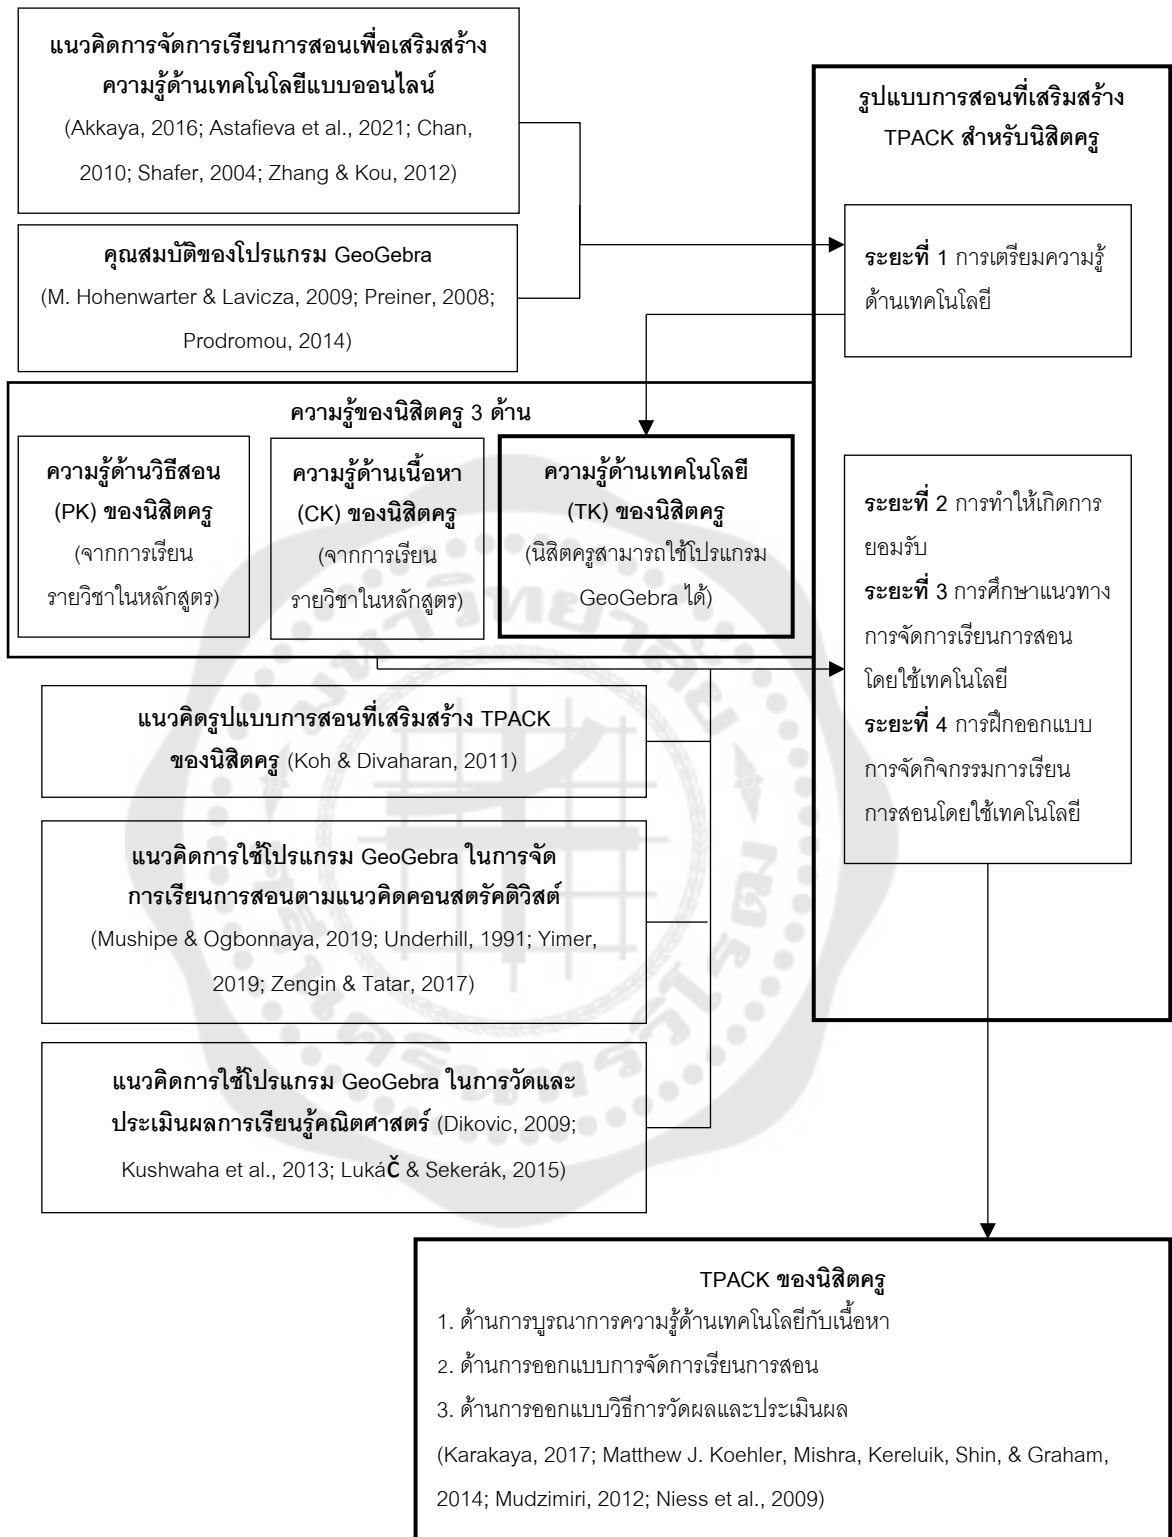 แนวคิดการจัดการเรียนการสอนเพื่อเสริมสร้าง
ความรู้ด้านเทคโนโลยีแบบออนไลน์
(Akkaya, 2016; Astafieva et al., 2021; Chan,
2010; Shafer, 2004; Zhang & Kou, 2012)
คุณสมบัติของโปรแกรม GeoGebra
(M. Hohenwarter & Lavicza, 2009; Preiner, 2008;
Prodromou, 2014)
รูปแบบการสอนที่เสริมสร้าง
TPACK สำหรับนิสิตครู
ระยะที่ 1 การเตรียมความรู้
ด้านเทคโนโลยี
ความรู้ของนิสิตครู 3 ด้าน
ความรู้ด้านวิธีสอน
(PK) ของนิสิตครู
(จากการเรียน
รายวิชาในหลักสูตร)
ความรู้ด้านเนื้อหา
(CK) ของนิสิตครู
(จากการเรียน
รายวิชาในหลักสูตร)
ความรู้ด้านเทคโนโลยี
(TK) ของนิสิตครู
(นิสิตครูสามารถใช้โปรแกรม
GeoGebra ได้)
ระยะที่ 2 การทำให้เกิดการ
ยอมรับ
ระยะที่ 3 การศึกษาแนวทาง
การจัดการเรียนการสอน
โดยใช้เทคโนโลยี
ระยะที่ 4 การฝึกออกแบบ
การจัดกิจกรรมการเรียน
การสอนโดยใช้เทคโนโลยี
แนวคิดรูปแบบการสอนที่เสริมสร้าง TPACK
ของนิสิตครู (Koh & Divaharan, 2011)
แนวคิดการใช้โปรแกรม GeoGebra ในการจัด
การเรียนการสอนตามแนวคิดคอนสตรัคติวิสต์
(Mushipe & Ogbonnaya, 2019; Underhill, 1991; Yimer,
2019; Zengin & Tatar, 2017)
แนวคิดการใช้โปรแกรม GeoGebra ในการวัดและ
ประเมินผลการเรียนรู้คณิตศาสตร์ (Dikovic, 2009;
Kushwaha et al., 2013; LukáČ & Sekerák, 2015)
TPACK ของนิสิตครู
1. ด้านการบูรณาการความรู้ด้านเทคโนโลยีกับเนื้อหา
2. ด้านการออกแบบการจัดการเรียนการสอน
3. ด้านการออกแบบวิธีการวัดผลและประเมินผล
(Karakaya, 2017; Matthew J. Koehler, Mishra, Kereluik, Shin, & Graham,
2014; Mudzimiri, 2012; Niess et al., 2009)
มหาวิทยาลัย
ศรีนครินทรวิโรฒ